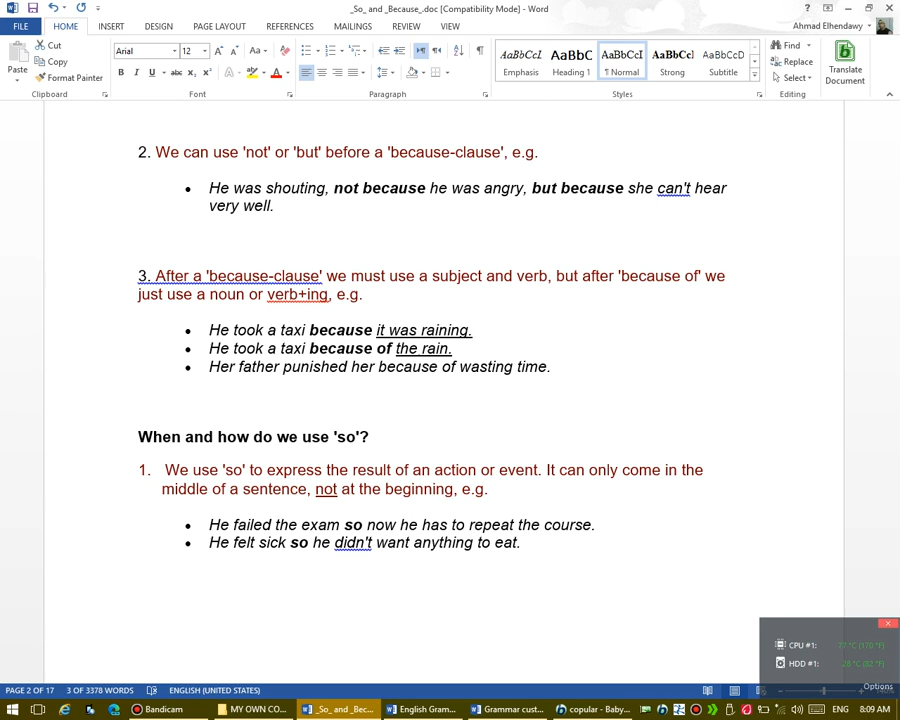 _So_ and _Because_.doc [Compatibility Mode] - Word
FILE HOME INSERT DESIGN PAGE LAYOUT REFERENCES MAILINGS REVIEW VIEW Ahmad Elhendawy
Cut
Copy
Format Painter
Paste
Arial 12
AaBbCcI AaBbC AaBbCcI AaBbCcI AaBbCcD
Emphasis Heading 1 ¶ Normal Strong Subtitle
Find
Replace
Select
Translate
Document
Clipboard Font Paragraph Styles Editing
2. We can use 'not' or 'but' before a 'because-clause', e.g.
• He was shouting, not because he was angry, but because she can't hear
very well.
3. After a 'because-clause' we must use a subject and verb, but after 'because of' we
just use a noun or verb+ing, e.g.
• He took a taxi because it was raining.
• He took a taxi because of the rain.
• Her father punished her because of wasting time.
When and how do we use 'so'?
1. We use 'so' to express the result of an action or event. It can only come in the
middle of a sentence, not at the beginning, e.g.
• He failed the exam so now he has to repeat the course.
• He felt sick so he didn't want anything to eat.
CPU #1: 77 °C (170 °F)
HDD #1: 28 °C (82 °F)
Options
PAGE 2 OF 17 3 OF 3378 WORDS ENGLISH (UNITED STATES)
Bandicam MY OWN CO... _So_ and _Bec... English Gram... Grammar cust... copular - Baby... ENG 8:09 AM